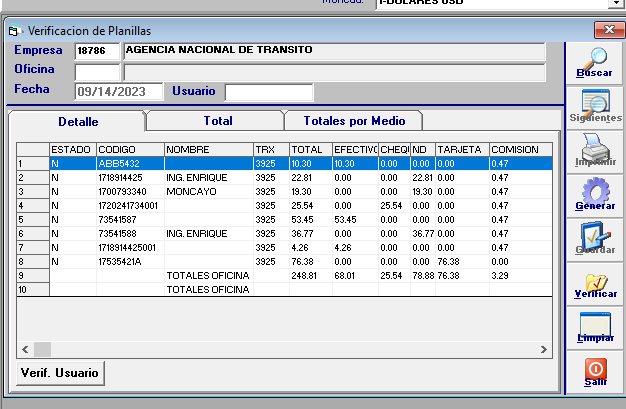 Moneda: 1-DOLARES USD
Verificacion de Planillas
Empresa 18786 AGENCIA NACIONAL DE TRANSITO
Oficina
Fecha 09/14/2023 Usuario
Detalle Total Totales por Medio
ESTADO CODIGO NOMBRE TRX TOTAL EFECTIVO CHEQU ND TARJETA COMISION
1 N ABB5432 3925 10.30 10.30 0.00 0.00 0.00 0.47
2 N 1718914425 ING. ENRIQUE 3925 22.81 0.00 0.00 22.81 0.00 0.47
3 N 1700793340 MONCAYO 3925 19.30 0.00 0.00 19.30 0.00 0.47
4 N 1720241734001 3925 25.54 0.00 25.54 0.00 0.00 0.47
5 N 73541587 3925 53.45 53.45 0.00 0.00 0.00 0.47
6 N 73541588 ING. ENRIQUE 3925 36.77 0.00 0.00 36.77 0.00 0.47
7 N 1718914425001 3925 4.26 4.26 0.00 0.00 0.00 0.47
8 N 17535421A 3925 76.38 0.00 0.00 0.00 76.38 0.00
9 TOTALES OFICINA 248.81 68.01 25.54 78.88 76.38 3.29
10 TOTALES OFICINA
Verif. Usuario
Buscar
Siguientes
Imprimir
Generar
Guardar
Verificar
Limpiar
Salir